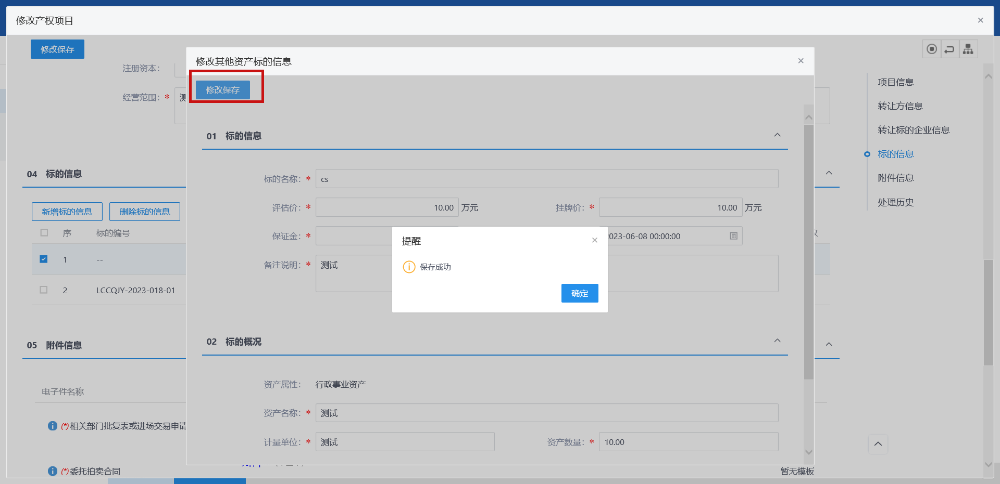 修改产权项目
修改保存
注册资本：
经营范围：* 测
04 标的信息
新增标的信息 删除标的信息
序 标的编号
1 --
2 LCCQJY-2023-018-01
05 附件信息
电子件名称
(*)相关部门批复表或进场交易申请
(*)委托拍卖合同
暂无模板
修改其他资产标的信息
修改保存
01 标的信息
标的名称：* cs
评估价：* 10.00 万元 挂牌价：* 10.00 万元
保证金：* 2023-06-08 00:00:00
备注说明：* 测试
02 标的概况
资产属性： 行政事业资产
资产名称：* 测试
计量单位：* 测试 资产数量：* 10.00
提醒
保存成功
确定
项目信息
转让方信息
转让标的企业信息
标的信息
附件信息
处理历史